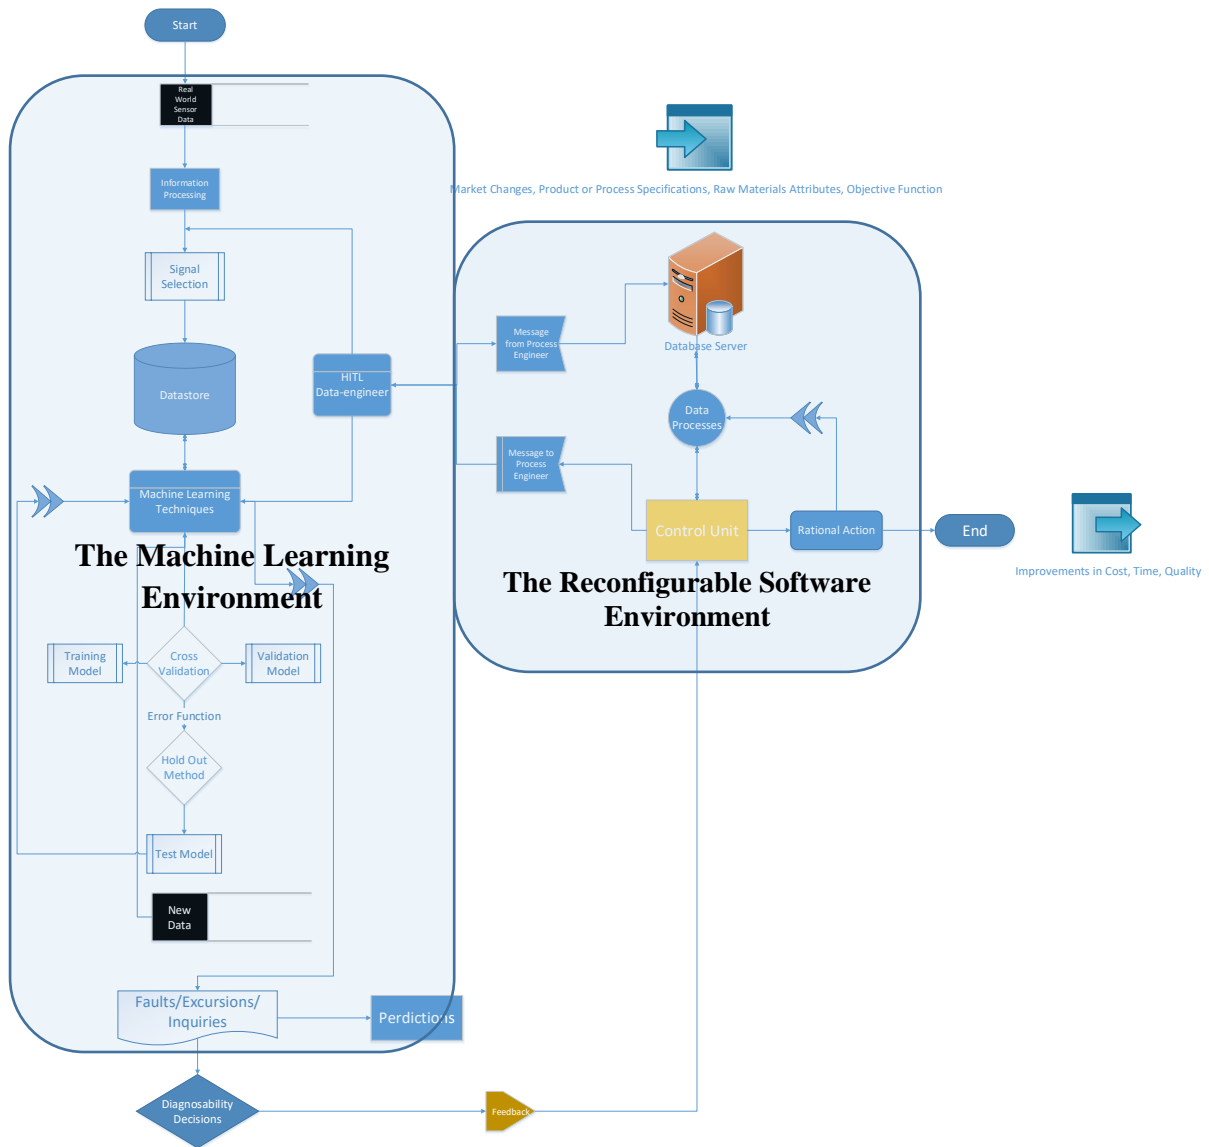 Start
Real
World
Sensor
Data
Information
Processing
Signal
Selection
Datastore
HITL
Data-engineer
Machine Learning
Techniques
The Machine Learning
Environment
Training
Model
Cross
Validation
Validation
Model
Error Function
Hold Out
Method
Test Model
New
Data
Faults/Excursions/
Inquiries
Perdictions
Diagnosability
Decisions
Feedback
Market Changes, Product or Process Specifications, Raw Materials Attributes, Objective Function
Message
from Process
Engineer
Database Server
Data
Processes
Message to
Process
Engineer
Control Unit
Rational Action
The Reconfigurable Software
Environment
End
Improvements in Cost, Time, Quality